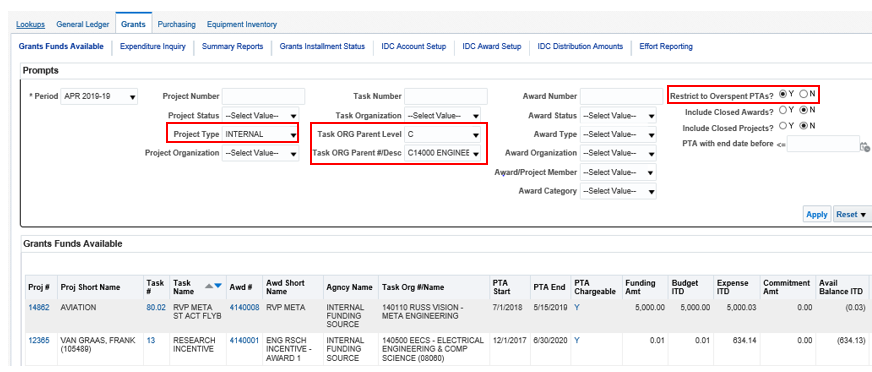 Lookups General Ledger Grants Purchasing Equipment Inventory
Grants Funds Available Expenditure Inquiry Summary Reports Grants Installment Status IDC Account Setup IDC Award Setup IDC Distribution Amounts Effort Reporting
Prompts
* Period APR 2019-19 Project Number Task Number Award Number Restrict to Overspent PTAs? Y N
Project Status --Select Value-- Task Organization --Select Value-- Award Status --Select Value-- Include Closed Awards? Y N
Project Type INTERNAL Task ORG Parent Level C Award Type --Select Value-- Include Closed Projects? Y N
Project Organization --Select Value-- Task ORG Parent #/Desc C14000 ENGINEE Award Organization --Select Value-- PTA with end date before <=
Award/Project Member --Select Value--
Award Category --Select Value--
Apply Reset
Grants Funds Available
Proj # Proj Short Name Task # Task Name Awd # Awd Short Name Agncy Name Task Org #/Name PTA Start PTA End PTA Chargeable Funding Amt Budget ITD Expense ITD Commitment Amt Avail Balance ITD
14862 AVIATION 80.02 RVP META 4140008 RVP META INTERNAL 140110 RUSS VISION - 7/1/2018 5/15/2019 Y 5,000.00 5,000.00 5,000.03 0.00 (0.03)
ST ACT FLYB FUNDING META ENGINEERING
SOURCE
12365 VAN GRAAS, FRANK 13 RESEARCH 4140001 ENG RSCH INTERNAL 140500 EECS - ELECTRICAL 12/1/2017 6/30/2020 Y 0.01 0.01 634.14 0.00 (634.13)
(105489) INCENTIVE INCENTIVE - FUNDING ENGINEERING & COMP
AWARD 1 SOURCE SCIENCE (08060)